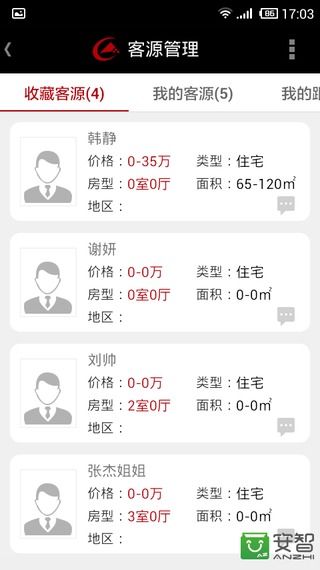 86 17:03
客源管理
收藏客源(4) 我的客源(5) 我的跟
韩静
价格：0-35万 类型：住宅
房型：0室0厅 面积：65-120㎡
地区：
谢妍
价格：0-0万 类型：住宅
房型：0室0厅 面积：0-0㎡
地区：
刘帅
价格：0-0万 类型：住宅
房型：2室0厅 面积：0-0㎡
地区：
张杰姐姐
价格：0-0万 类型：住宅
房型：3室0厅 面积：0-0㎡
地区：
安智
AZ ANZHI